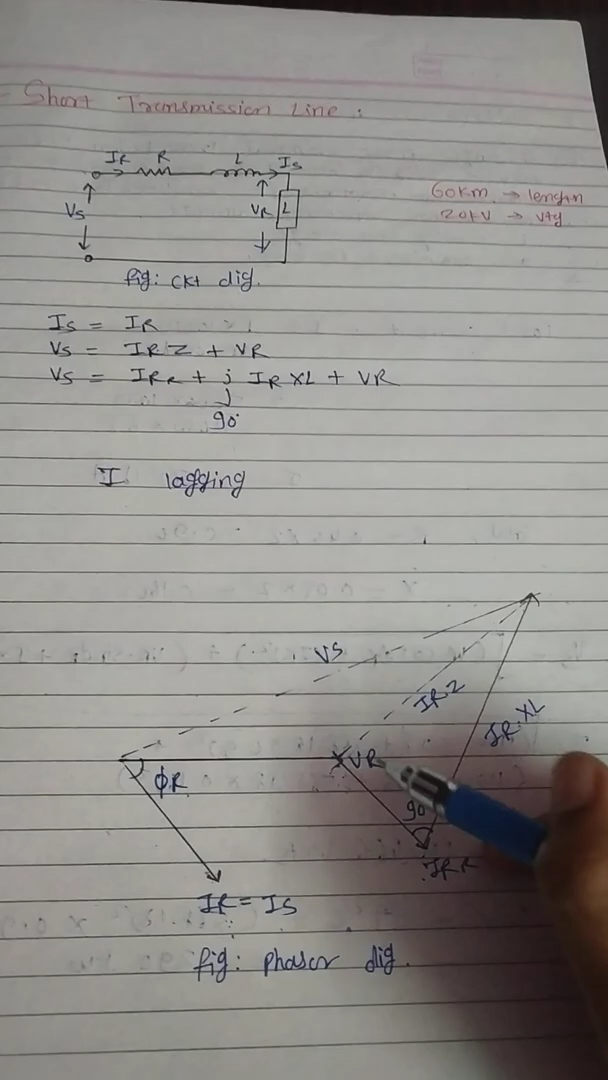 Short Transmission Line :
IR R L IS
VS VR L
60km → length
20kV → vtg
fig: ckt dig.
IS = IR
VS = IR Z + VR
VS = IR R + j IR XL + VR
j
90°
I lagging
VS
IR Z
IR XL
ΦR
VR
90
IR R
IR = IS
fig: phasor dig.